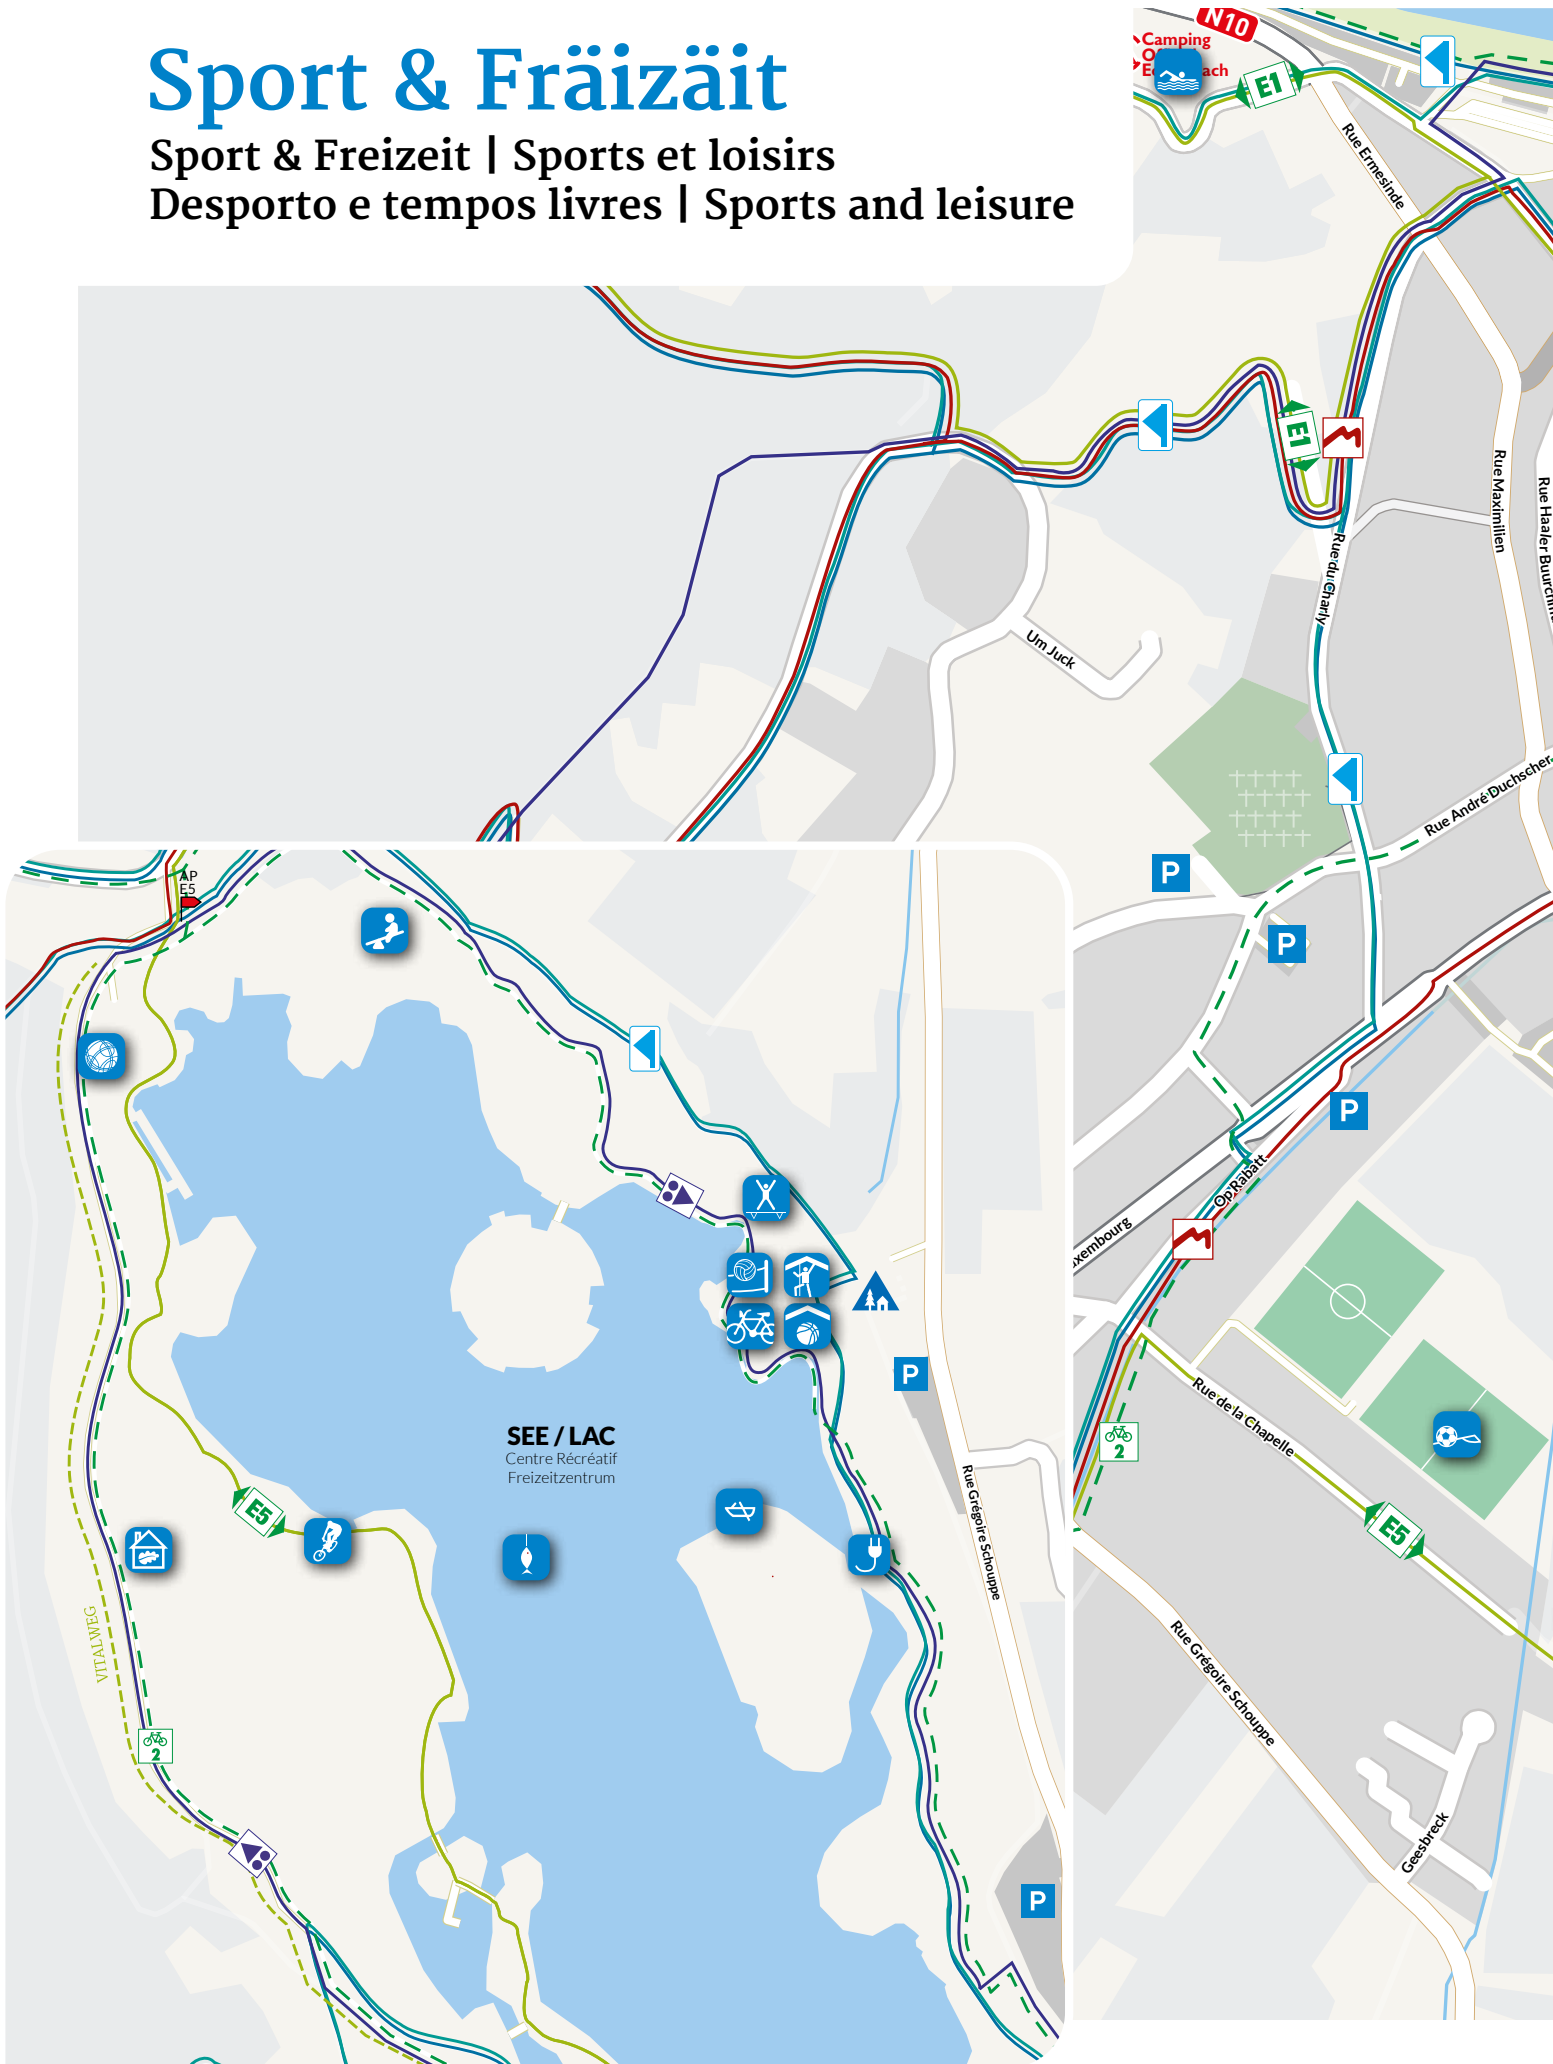 Sport & Fräizäit
Sport & Freizeit | Sports et loisirs
Desporto e tempos livres | Sports and leisure
N10
Camping
E1
Rue Ermesinde
E1
Rue Maximilien
Rue Haaler
Rue du Charly
Um Juck
Rue André Duchscher
P
P
AP
E5
P
Op Rabatt
P
SEE / LAC
Centre Récréatif
Freizeitzentrum
Rue de la Chapelle
2
E5
E5
Rue Grégoire Schouppe
VITALWEG
Rue Grégoire Schouppe
2
Geesbreck
P